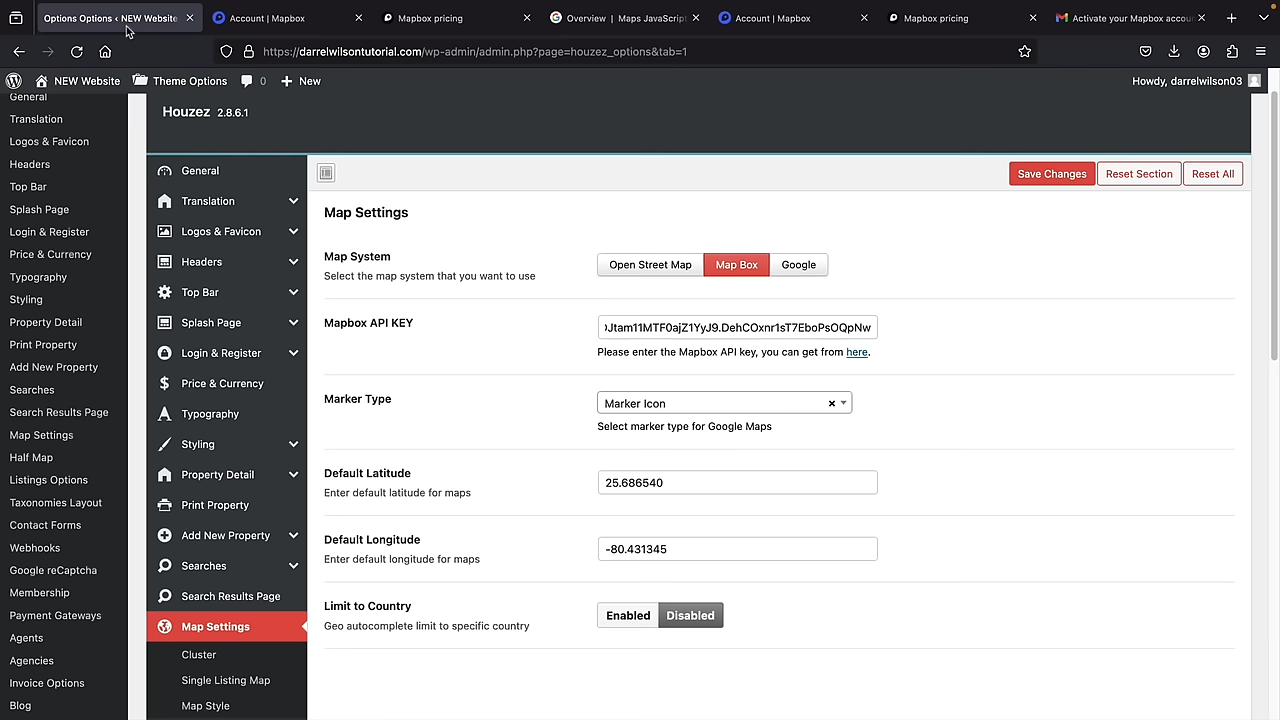 Options Options ‹ NEW Website
Account | Mapbox
Mapbox pricing
Overview | Maps JavaScript
Account | Mapbox
Mapbox pricing
Activate your Mapbox accou
https://darrelwilsontutorial.com/wp-admin/admin.php?page=houzez_options&tab=1
NEW Website
Theme Options
0
New
Howdy, darrelwilson03
General
Translation
Logos & Favicon
Headers
Top Bar
Splash Page
Login & Register
Price & Currency
Typography
Styling
Property Detail
Print Property
Add New Property
Searches
Search Results Page
Map Settings
Half Map
Listings Options
Taxonomies Layout
Contact Forms
Webhooks
Google reCaptcha
Membership
Payment Gateways
Agents
Agencies
Invoice Options
Blog
Houzez 2.8.6.1
General
Translation
Logos & Favicon
Headers
Top Bar
Splash Page
Login & Register
Price & Currency
Typography
Styling
Property Detail
Print Property
Add New Property
Searches
Search Results Page
Map Settings
Cluster
Single Listing Map
Map Style
Save Changes
Reset Section
Reset All
Map Settings
Map System
Select the map system that you want to use
Open Street Map
Map Box
Google
Mapbox API KEY
Jtam11MTF0ajZ1YyJ9.DehCOxnr1sT7EboPsOQpNw
Please enter the Mapbox API key, you can get from here.
Marker Type
Marker Icon
Select marker type for Google Maps
Default Latitude
Enter default latitude for maps
25.686540
Default Longitude
Enter default longitude for maps
-80.431345
Limit to Country
Geo autocomplete limit to specific country
Enabled
Disabled